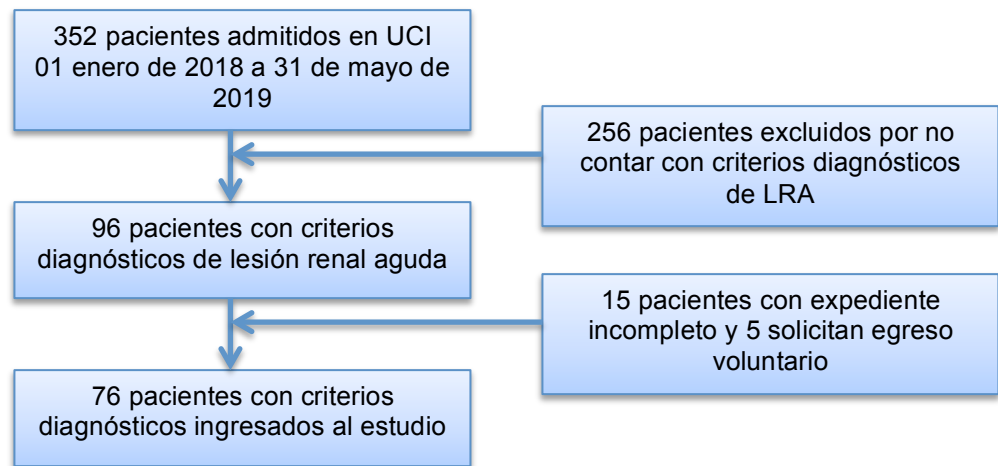 352 pacientes admitidos en UCI
01 enero de 2018 a 31 de mayo de
2019
256 pacientes excluidos por no
contar con criterios diagnósticos
de LRA
96 pacientes con criterios
diagnósticos de lesión renal aguda
15 pacientes con expediente
incompleto y 5 solicitan egreso
voluntario
76 pacientes con criterios
diagnósticos ingresados al estudio